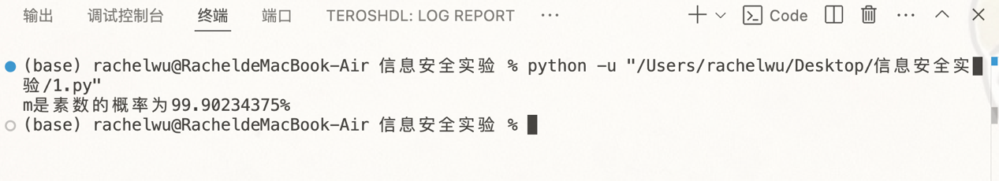 输出 调试控制台 终端 端口 TEROSHDL: LOG REPORT ··· Code ···
(base) rachelwu@RacheldeMacBook-Air 信息安全实验 % python -u "/Users/rachelwu/Desktop/信息安全实
验/1.py"
m是素数的概率为99.90234375%
(base) rachelwu@RacheldeMacBook-Air 信息安全实验 %